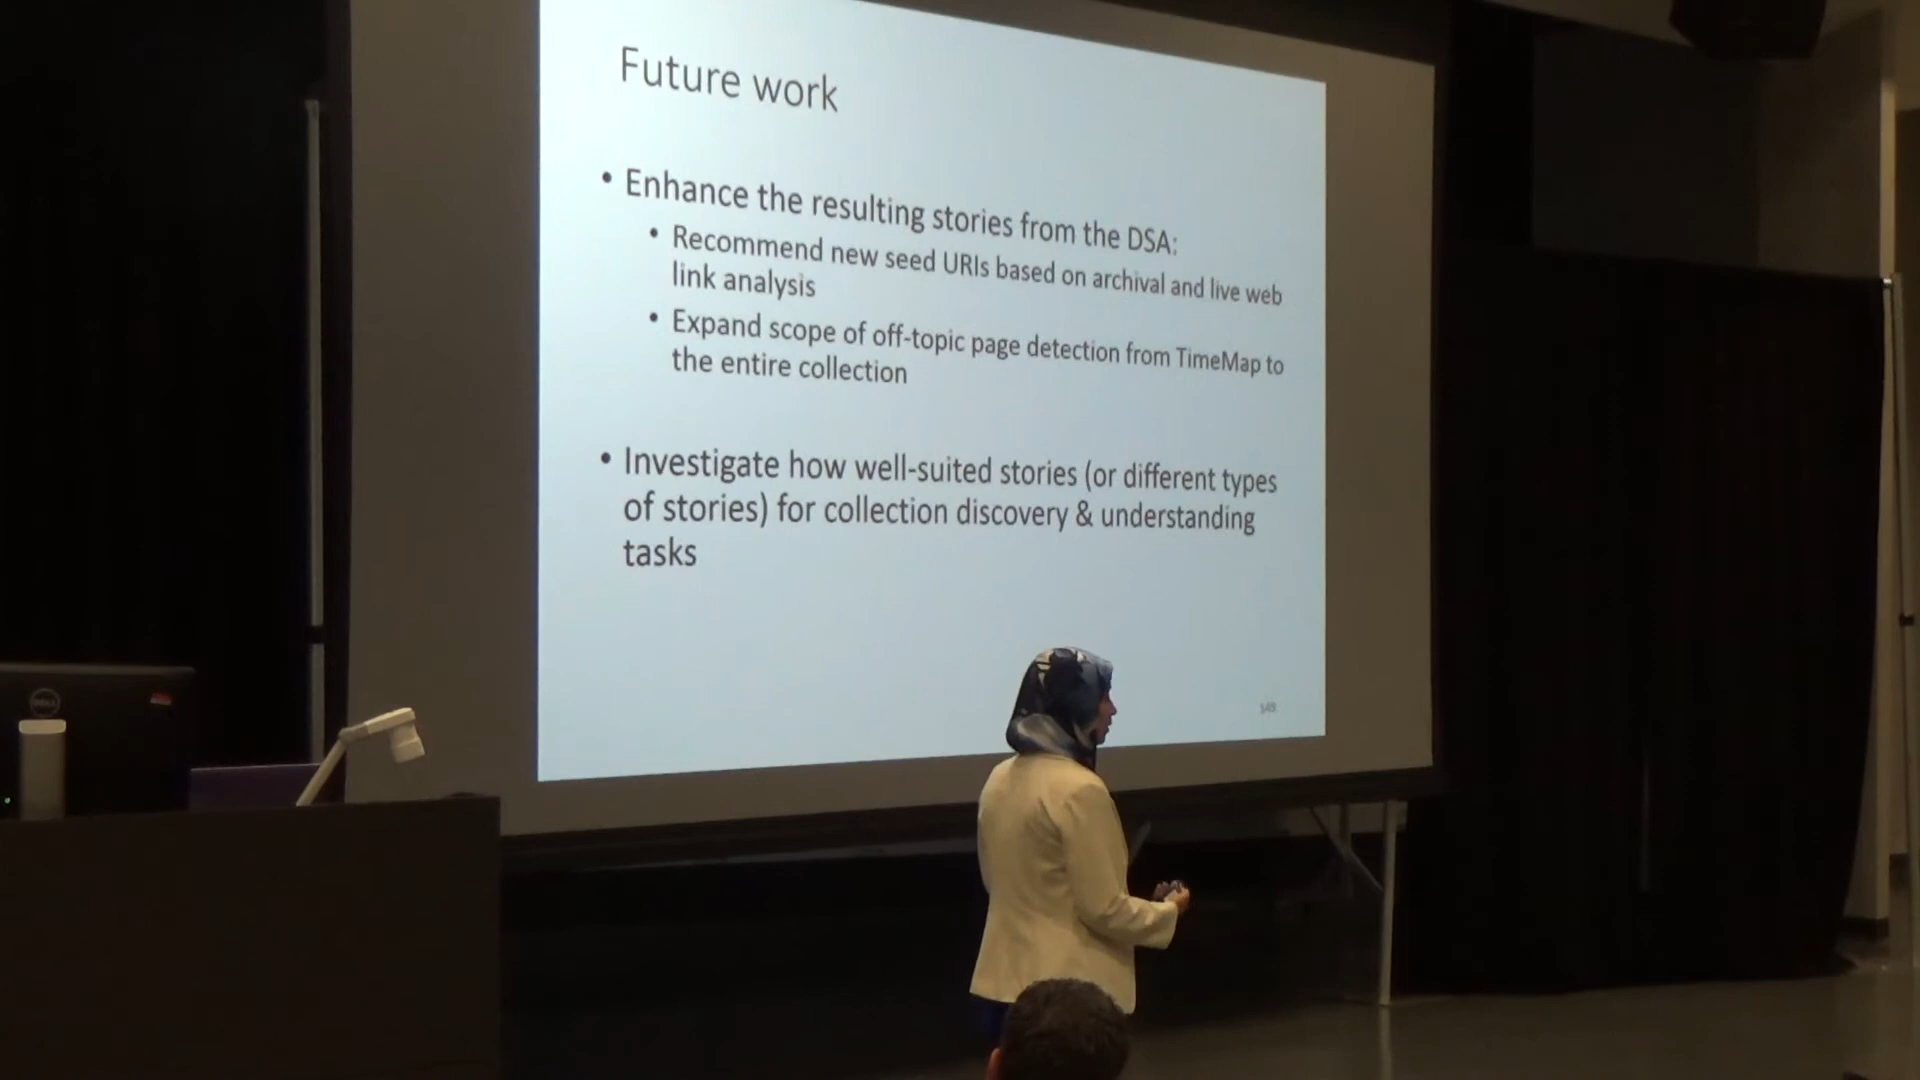 Future work
• Enhance the resulting stories from the DSA:
• Recommend new seed URIs based on archival and live web
link analysis
• Expand scope of off-topic page detection from TimeMap to
the entire collection
• Investigate how well-suited stories (or different types
of stories) for collection discovery & understanding
tasks
DELL